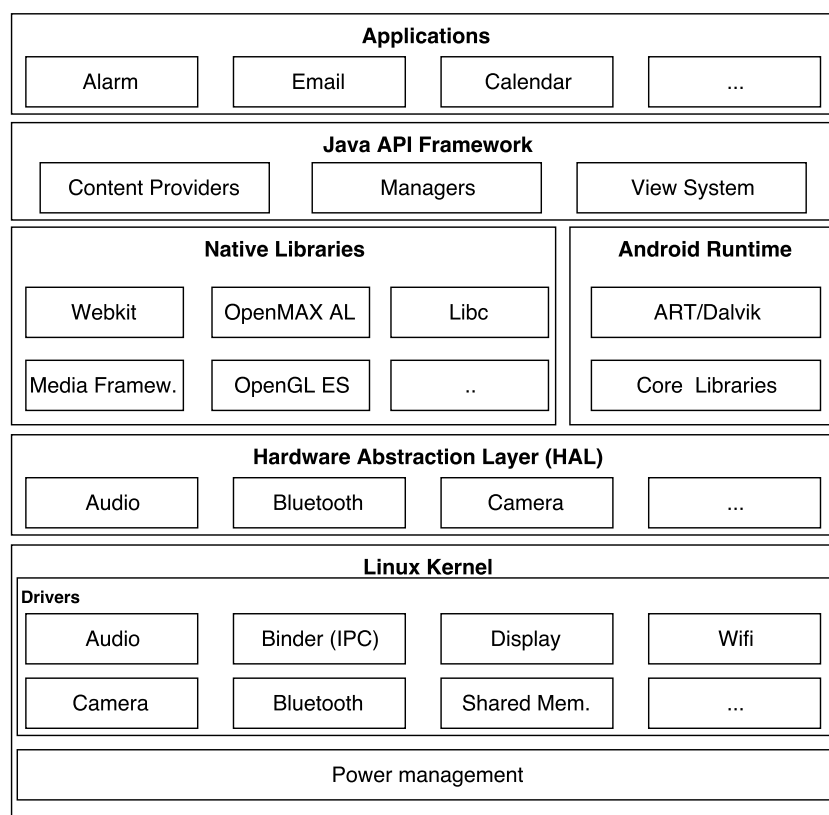 Applications
Alarm Email Calendar ...
Java API Framework
Content Providers Managers View System
Native Libraries Android Runtime
Webkit OpenMAX AL Libc ART/Dalvik
Media Framew. OpenGL ES .. Core Libraries
Hardware Abstraction Layer (HAL)
Audio Bluetooth Camera ...
Linux Kernel
Drivers
Audio Binder (IPC) Display Wifi
Camera Bluetooth Shared Mem. ...
Power management